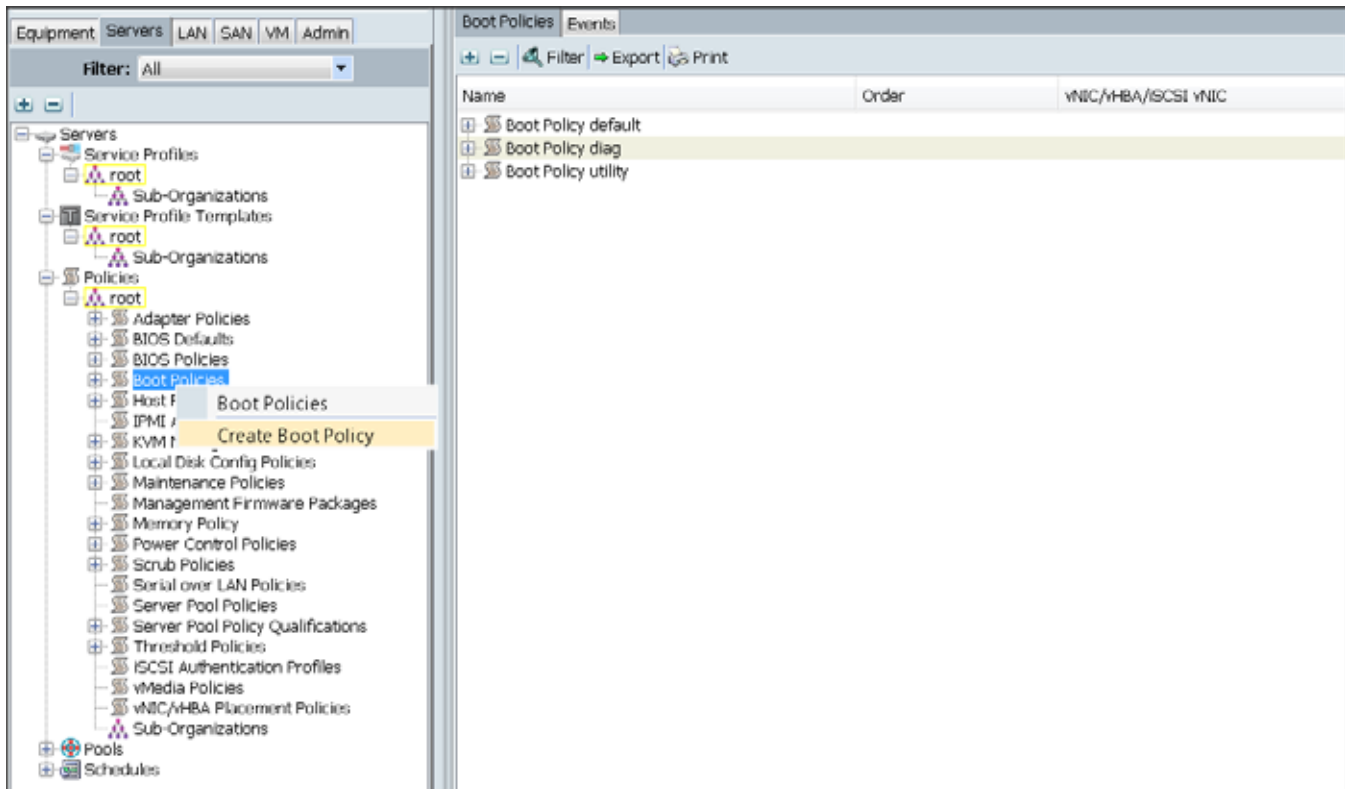 Equipment Servers LAN SAN VM Admin
Filter: All
Servers
Service Profiles
root
Sub-Organizations
Service Profile Templates
root
Sub-Organizations
Policies
root
Adapter Policies
BIOS Defaults
BIOS Policies
Boot Policies
Host F
IPMI A
KVM M
Local Disk Config Policies
Maintenance Policies
Management Firmware Packages
Memory Policy
Power Control Policies
Scrub Policies
Serial over LAN Policies
Server Pool Policies
Server Pool Policy Qualifications
Threshold Policies
iSCSI Authentication Profiles
vMedia Policies
vNIC/vHBA Placement Policies
Sub-Organizations
Pools
Schedules
Boot Policies
Create Boot Policy
Boot Policies Events
Filter Export Print
Name Order vNIC/vHBA/iSCSI vNIC
Boot Policy default
Boot Policy diag
Boot Policy utility